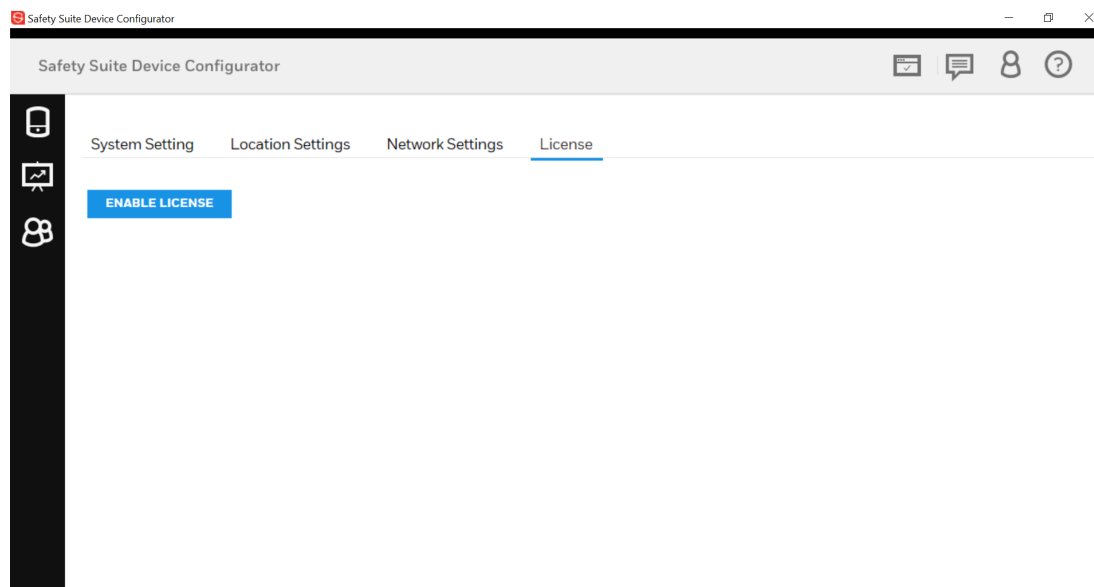 Safety Suite Device Configurator
Safety Suite Device Configurator
System Setting Location Settings Network Settings License
ENABLE LICENSE